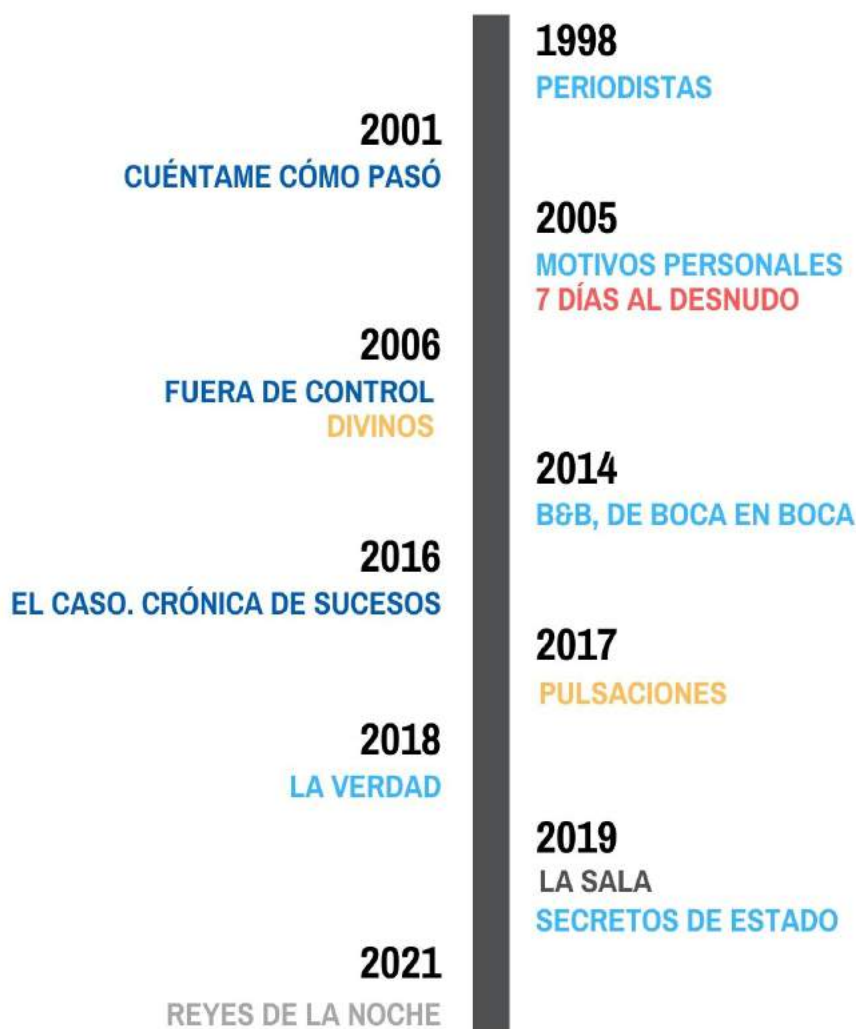 1998
PERIODISTAS
2001
CUÉNTAME CÓMO PASÓ
2005
MOTIVOS PERSONALES
7 DÍAS AL DESNUDO
2006
FUERA DE CONTROL
DIVINOS
2014
B&B, DE BOCA EN BOCA
2016
EL CASO. CRÓNICA DE SUCESOS
2017
PULSACIONES
2018
LA VERDAD
2019
LA SALA
SECRETOS DE ESTADO
2021
REYES DE LA NOCHE